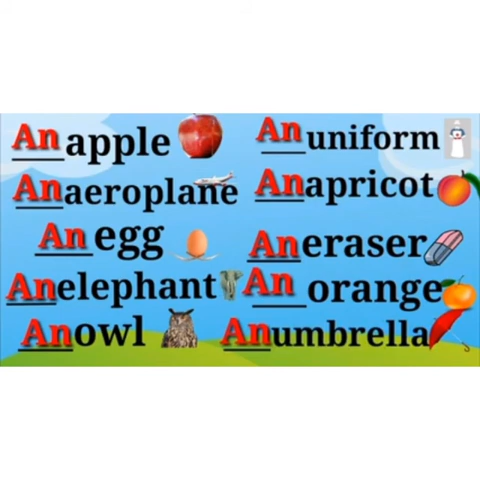 An apple
An aeroplane
An egg
An elephant
An owl
An uniform
An apricot
An eraser
An orange
An umbrella